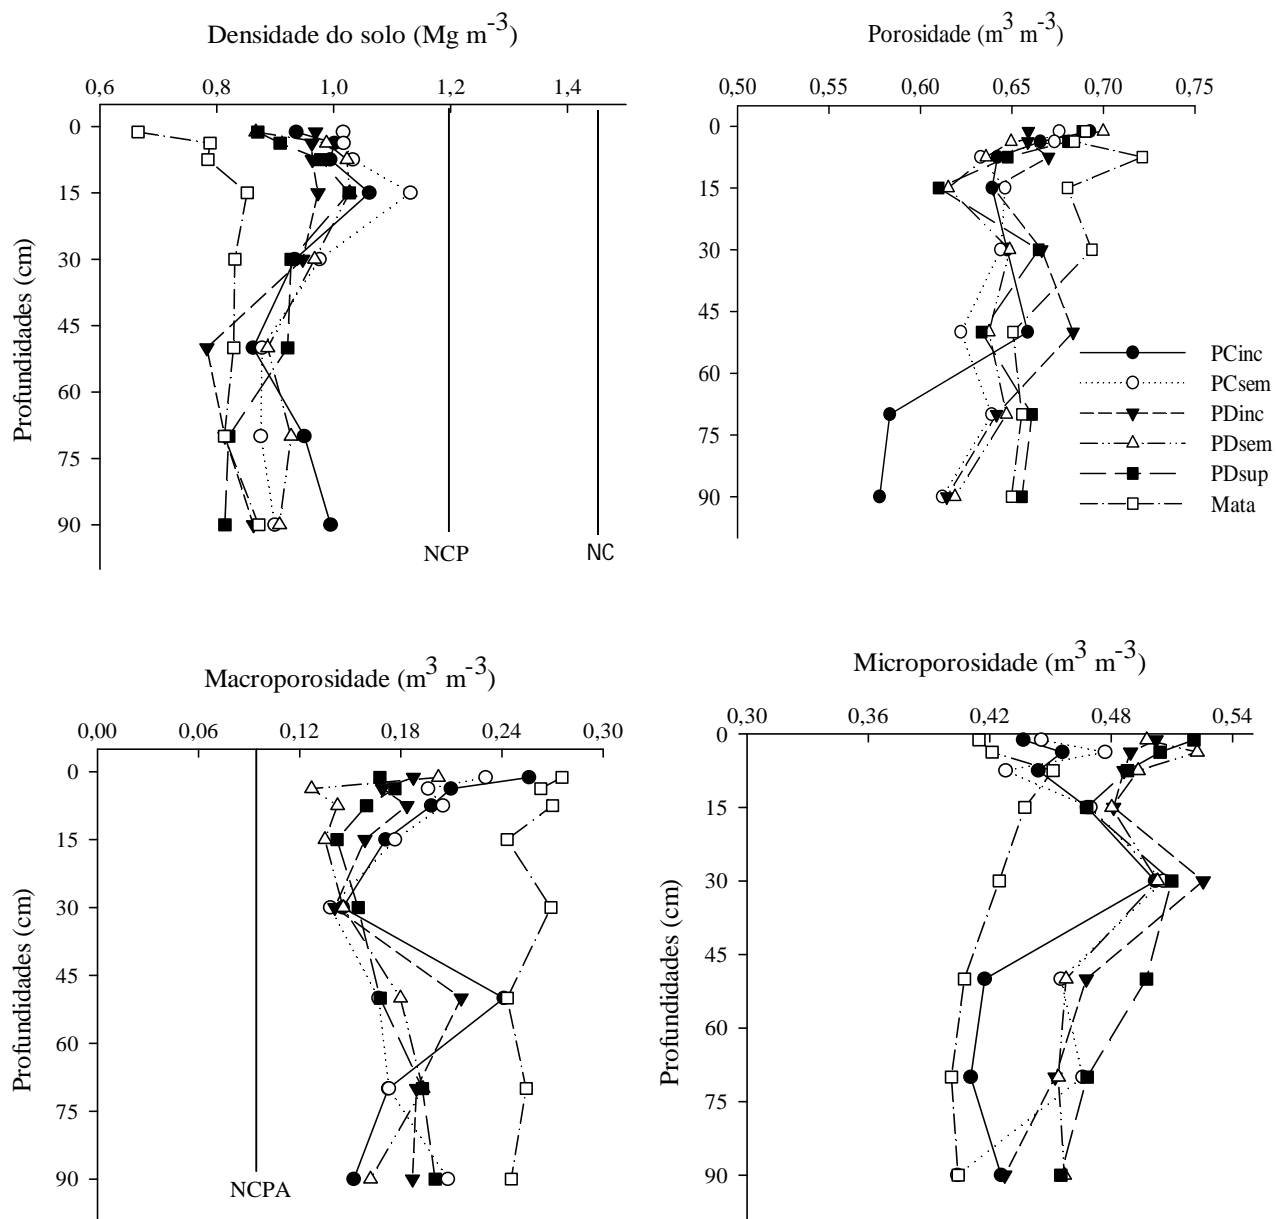 Densidade do solo (Mg m-3)
0,6 0,8 1,0 1,2 1,4
0
15
30
45
60
75
90
Profundidades (cm)
NCP
NC
Porosidade (m3 m-3)
0,50 0,55 0,60 0,65 0,70 0,75
0
15
30
45
60
75
90
PCinc
PCsem
PDinc
PDsem
PDsup
Mata
Macroporosidade (m3 m-3)
0,00 0,06 0,12 0,18 0,24 0,30
0
15
30
45
60
75
90
Profundidades (cm)
NCPA
Microporosidade (m3 m-3)
0,30 0,36 0,42 0,48 0,54
0
15
30
45
60
75
90
Profundidades (cm)